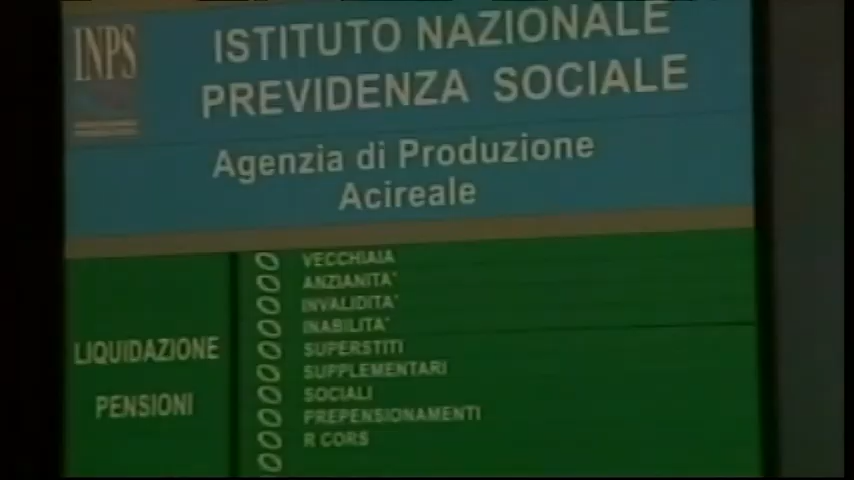 INPS
ISTITUTO NAZIONALE
PREVIDENZA SOCIALE
Agenzia di Produzione
Acireale
LIQUIDAZIONE
PENSIONI
VECCHIAIA
ANZIANITA'
INVALIDITA'
INABILITA'
SUPERSTITI
SUPPLEMENTARI
SOCIALI
PREPENSIONAMENTI
R CORS